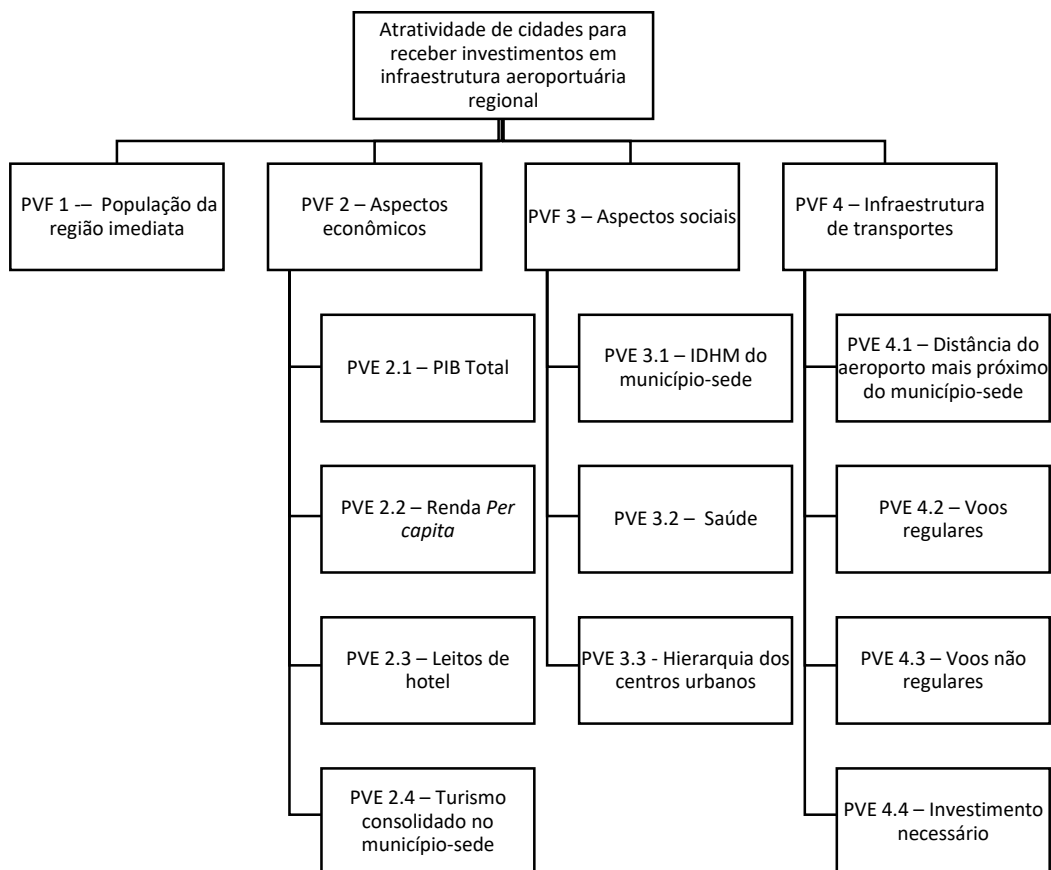 Atratividade de cidades para
receber investimentos em
infraestrutura aeroportuária
regional
PVF 1 -– População da
região imediata
PVF 2 – Aspectos
econômicos
PVF 3 – Aspectos sociais
PVF 4 – Infraestrutura
de transportes
PVE 2.1 – PIB Total
PVE 3.1 – IDHM do
município-sede
PVE 4.1 – Distância do
aeroporto mais próximo
do município-sede
PVE 2.2 – Renda Per
capita
PVE 3.2 – Saúde
PVE 4.2 – Voos
regulares
PVE 2.3 – Leitos de
hotel
PVE 3.3 - Hierarquia dos
centros urbanos
PVE 4.3 – Voos não
regulares
PVE 2.4 – Turismo
consolidado no
município-sede
PVE 4.4 – Investimento
necessário